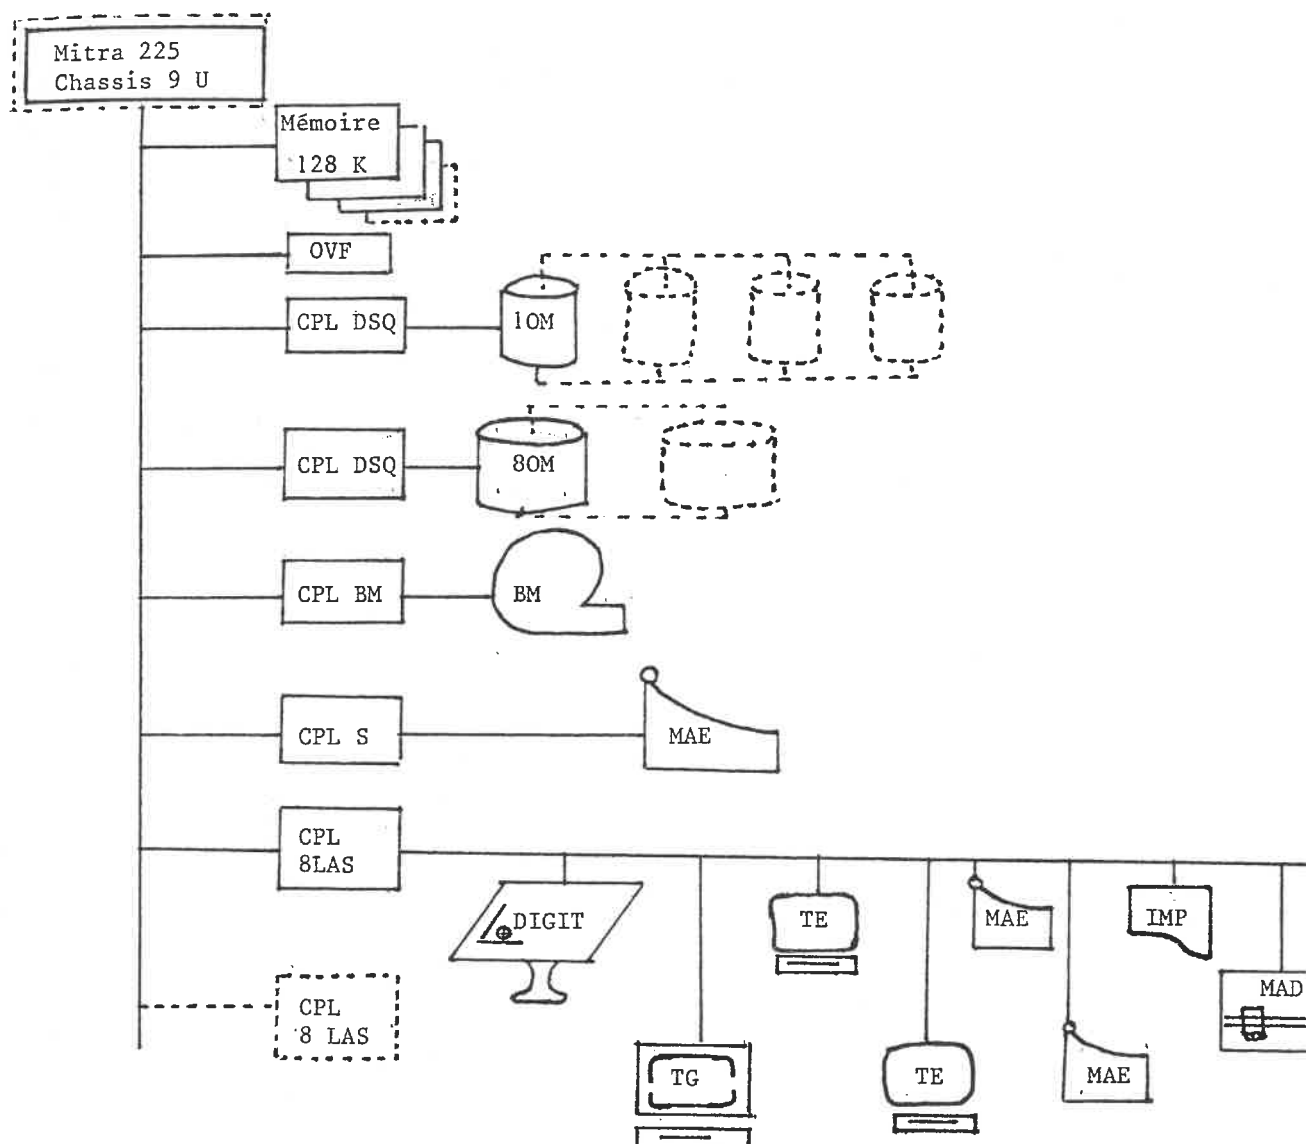 Mitra 225
Chassis 9 U
Mémoire
128 K
OVF
CPL DSQ
10M
CPL DSQ
80M
CPL BM
BM
CPL S
MAE
CPL
8LAS
DIGIT
TE
MAE
IMP
MAD
CPL
8 LAS
TG
TE
MAE